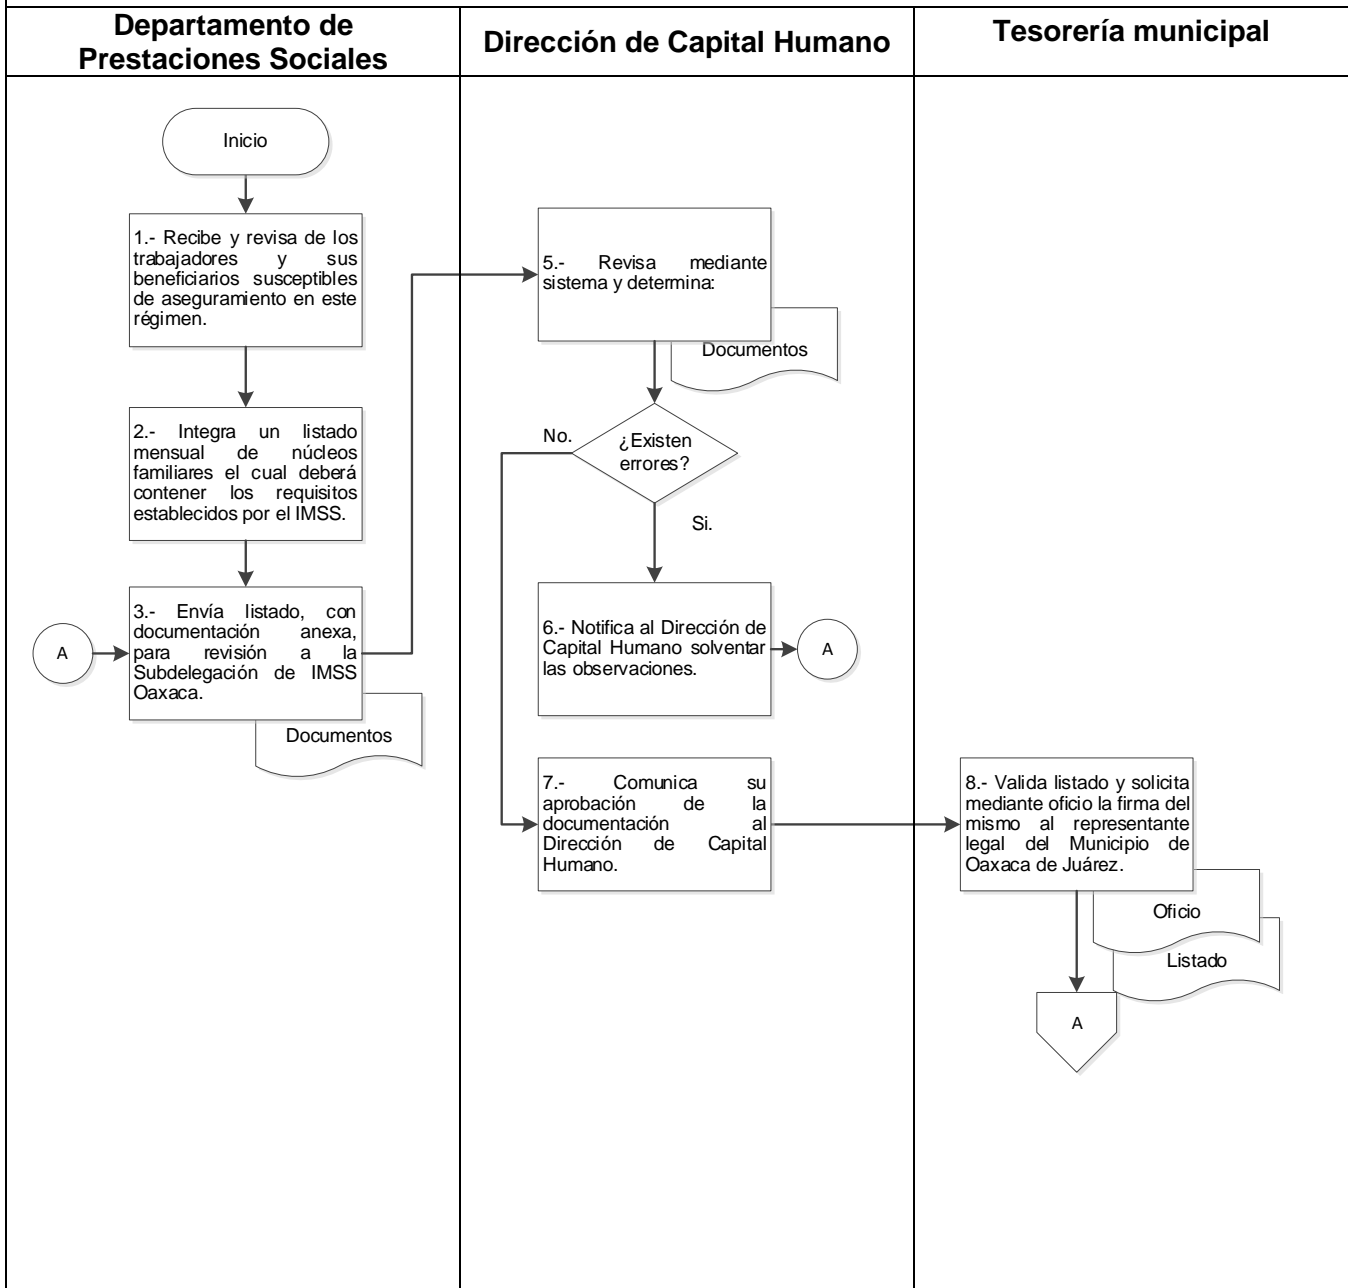 Departamento de
Prestaciones Sociales
Dirección de Capital Humano
Tesorería municipal
Inicio
1.- Recibe y revisa de los
trabajadores y sus
beneficiarios susceptibles
de aseguramiento en este
régimen.
2.- Integra un listado
mensual de núcleos
familiares el cual deberá
contener los requisitos
establecidos por el IMSS.
A
3.- Envía listado, con
documentación anexa,
para revisión a la
Subdelegación de IMSS
Oaxaca.
Documentos
5.- Revisa mediante
sistema y determina:
Documentos
¿Existen
errores?
No.
Si.
6.- Notifica al Dirección de
Capital Humano solventar
las observaciones.
A
7.- Comunica su
aprobación de la
documentación al
Dirección de Capital
Humano.
8.- Valida listado y solicita
mediante oficio la firma del
mismo al representante
legal del Municipio de
Oaxaca de Juárez.
Oficio
Listado
A